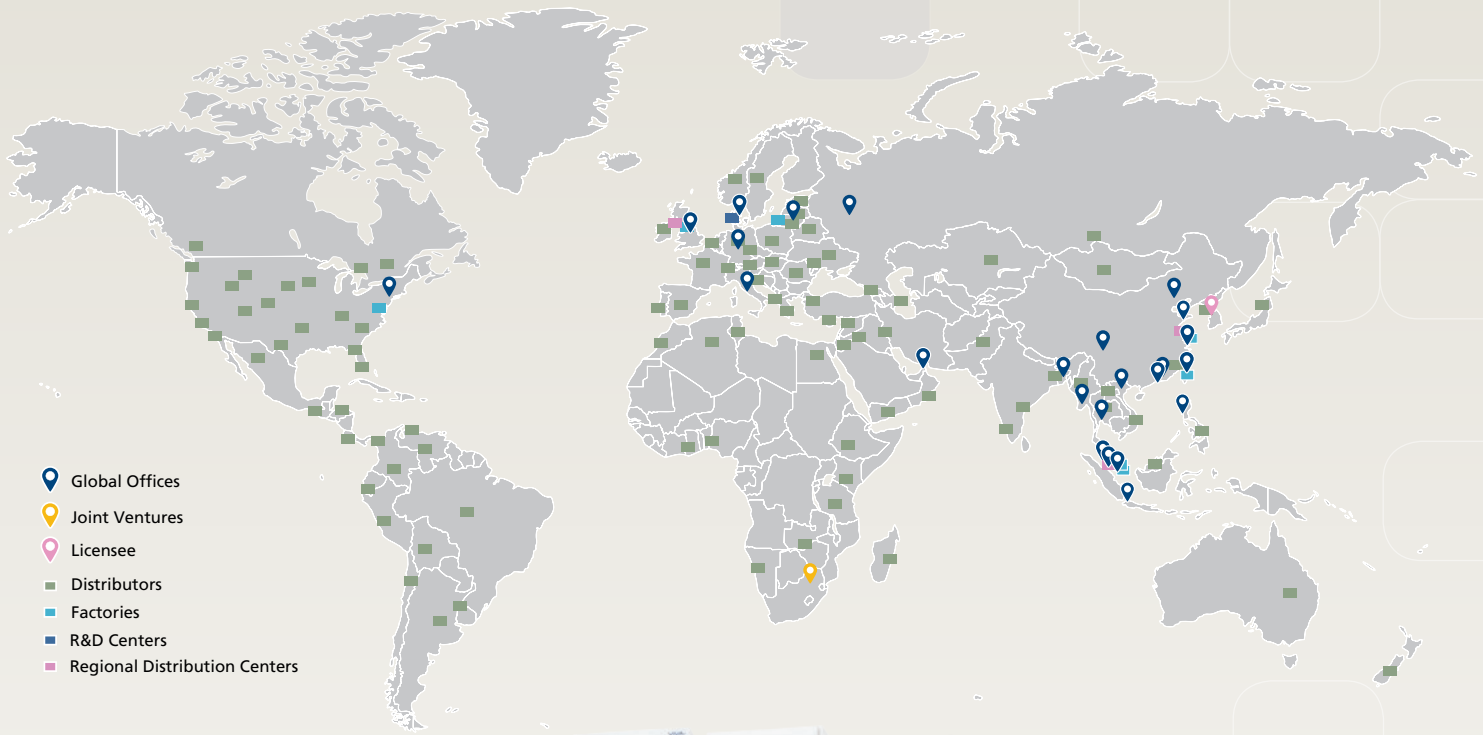 Global Offices
Joint Ventures
Licensee
Distributors
Factories
R&D Centers
Regional Distribution Centers